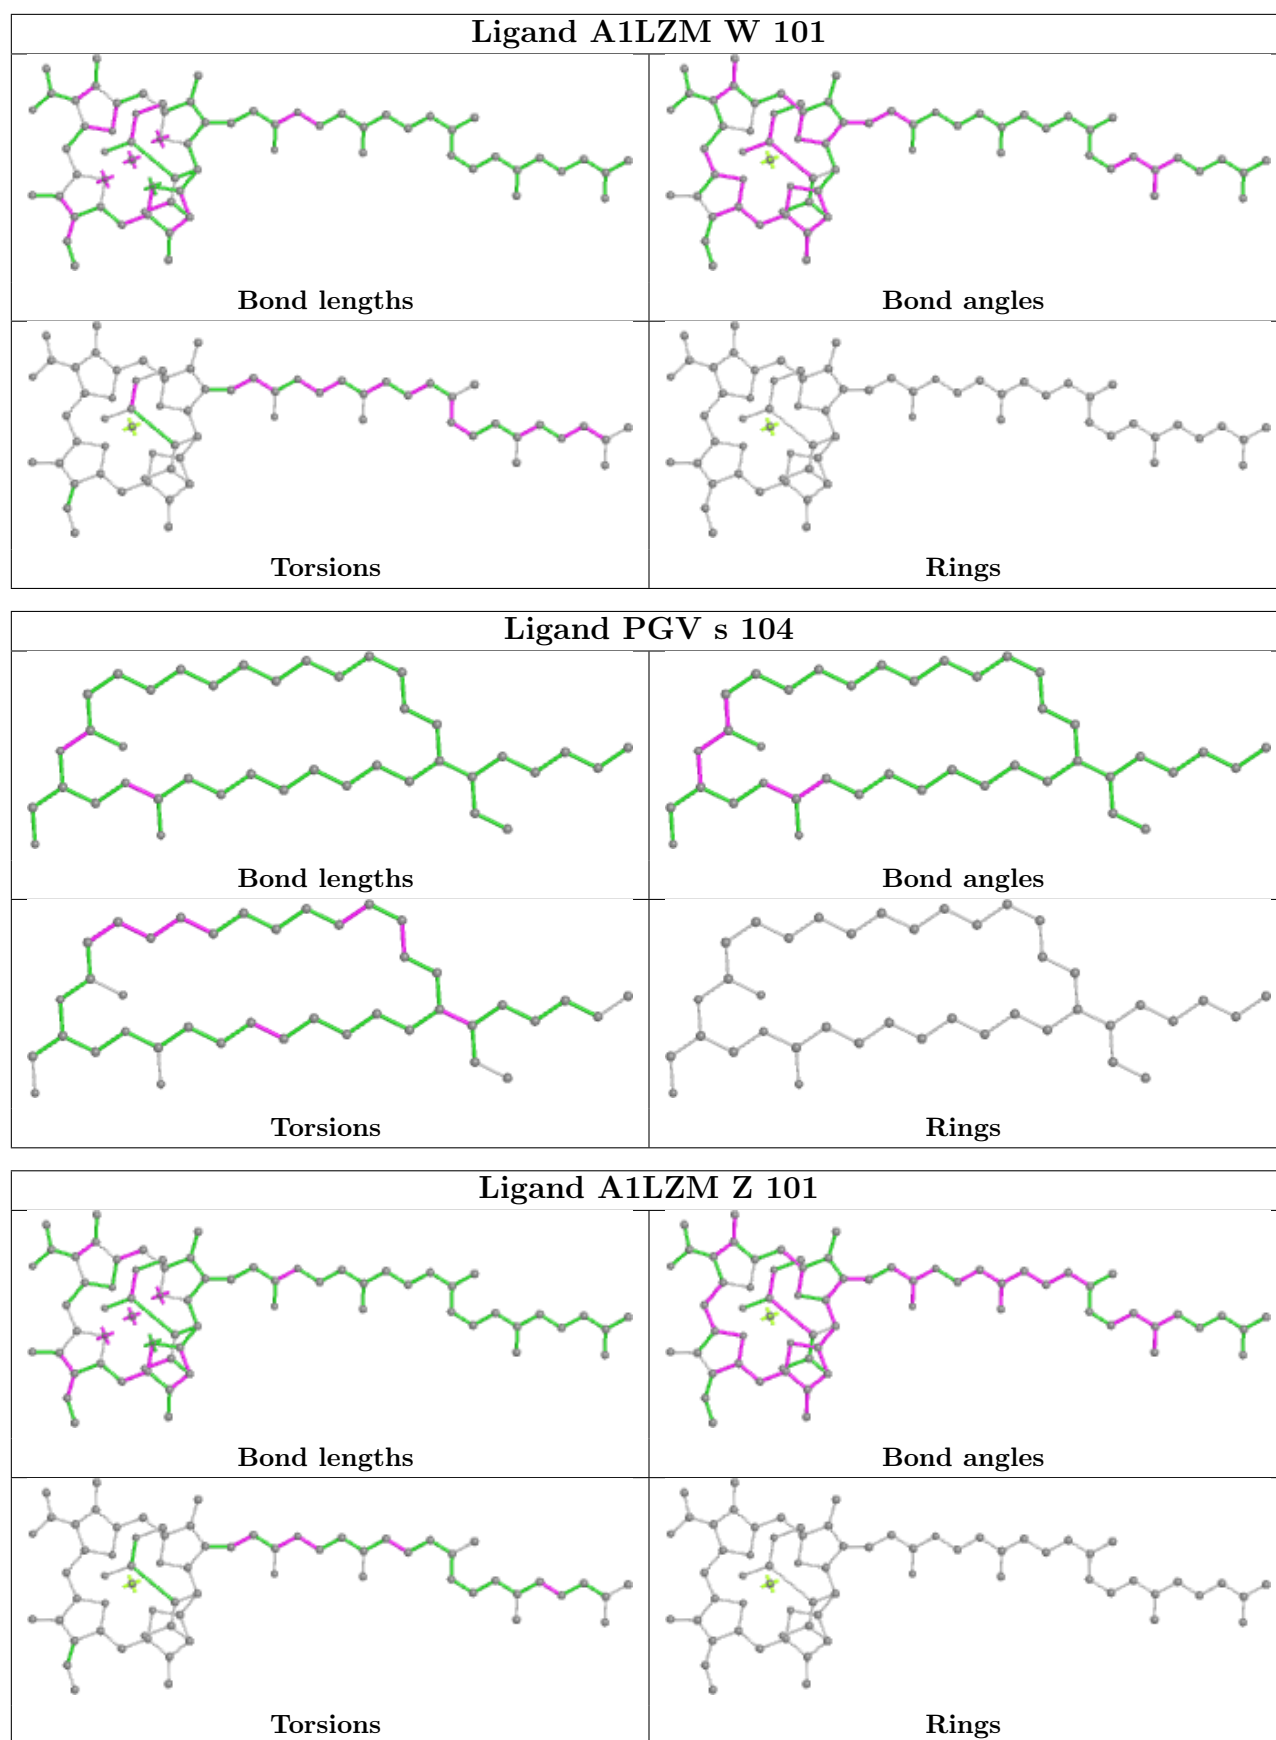 Ligand A1LZM W 101
Bond lengths
Bond angles
Torsions
Rings
Ligand PGV s 104
Bond lengths
Bond angles
Torsions
Rings
Ligand A1LZM Z 101
Bond lengths
Bond angles
Torsions
Rings